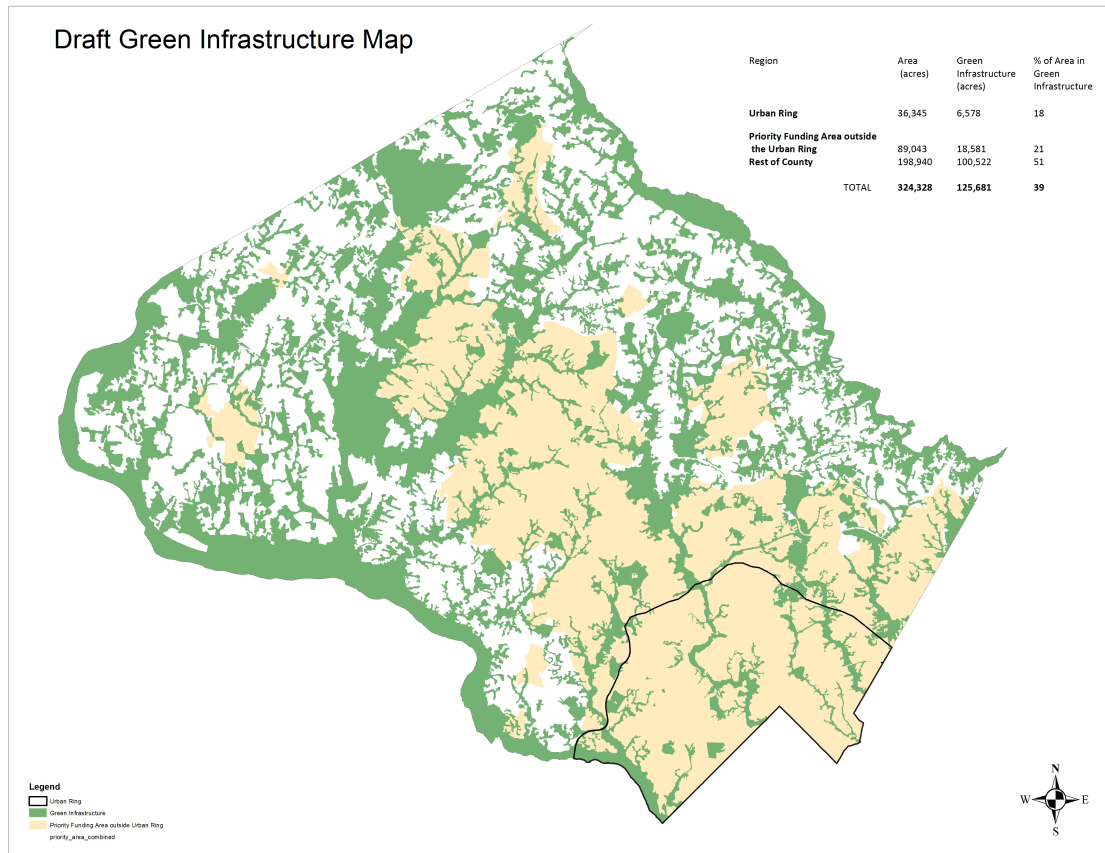 Draft Green Infrastructure Map
Region Area Green % of Area in
(acres) Infrastructure Green
(acres) Infrastructure
Urban Ring 36,345 6,578 18
Priority Funding Area outside
the Urban Ring 89,043 18,581 21
Rest of County 198,940 100,522 51
TOTAL 324,328 125,681 39
Legend
Urban Ring
Green Infrastructure
Priority Funding Area outside Urban Ring
priority_area_combined
N
W E
S